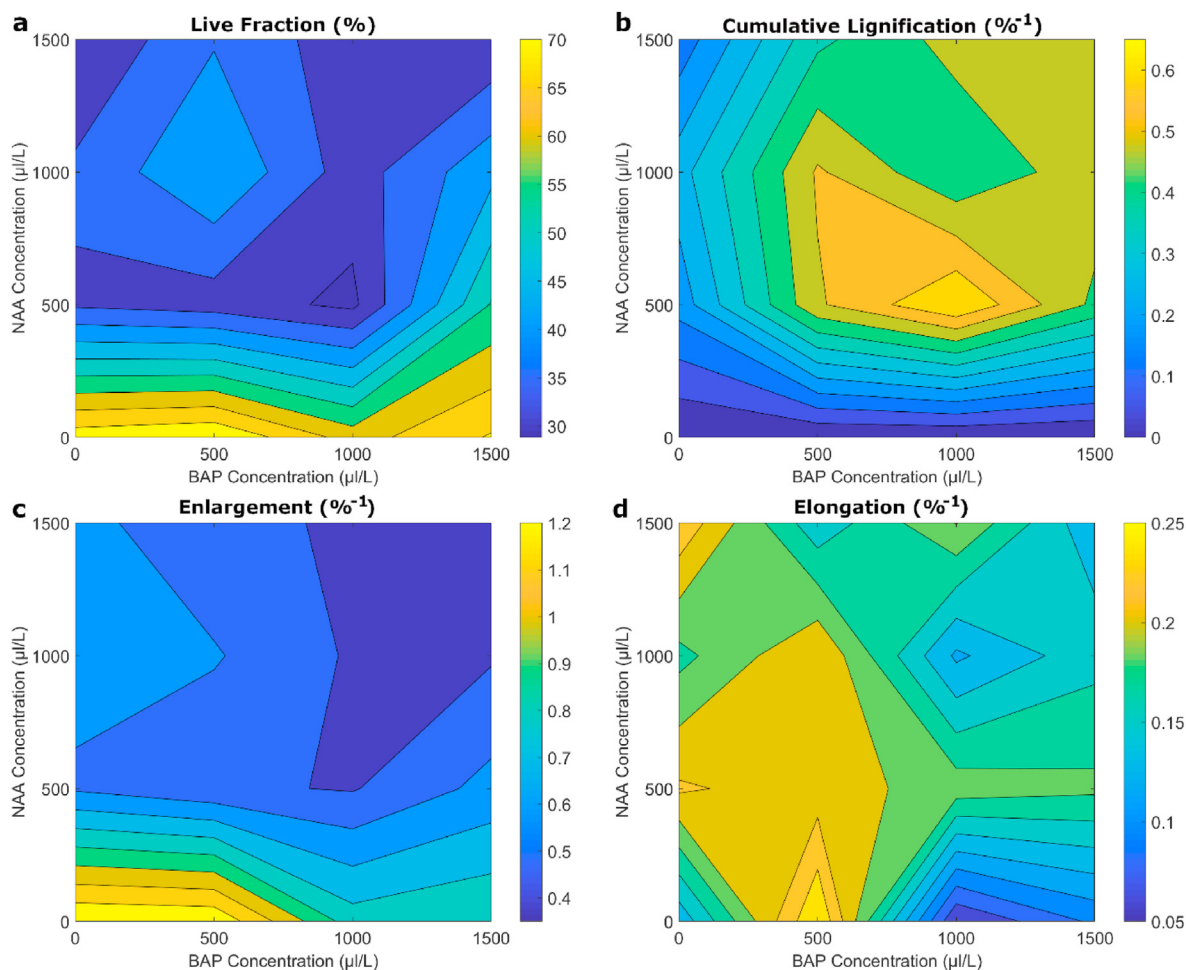 a Live Fraction (%)
1500
1000
500
0
NAA Concentration (µl/L)
0 500 1000 1500
BAP Concentration (µl/L)
70
65
60
55
50
45
40
35
30
b Cumulative Lignification (%-1)
1500
1000
500
0
NAA Concentration (µl/L)
0 500 1000 1500
BAP Concentration (µl/L)
0.6
0.5
0.4
0.3
0.2
0.1
0
c Enlargement (%-1)
1500
1000
500
0
NAA Concentration (µl/L)
0 500 1000 1500
BAP Concentration (µl/L)
1.2
1.1
1
0.9
0.8
0.7
0.6
0.5
0.4
d Elongation (%-1)
1500
1000
500
0
NAA Concentration (µl/L)
0 500 1000 1500
BAP Concentration (µl/L)
0.25
0.2
0.15
0.1
0.05